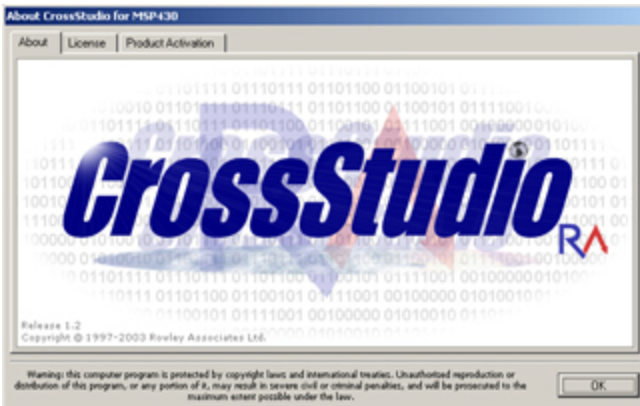 About CrossStudio for MSP430
About License Product Activation
CrossStudio
RA
Release 1.2
Copyright © 1997-2003 Rowley Associates Ltd.
Warning: this computer program is protected by copyright laws and international treaties. Unauthorised reproduction or
distribution of this program, or any portion of it, may result in severe civil or criminal penalties, and will be prosecuted to the
maximum extent possible under the law.
OK